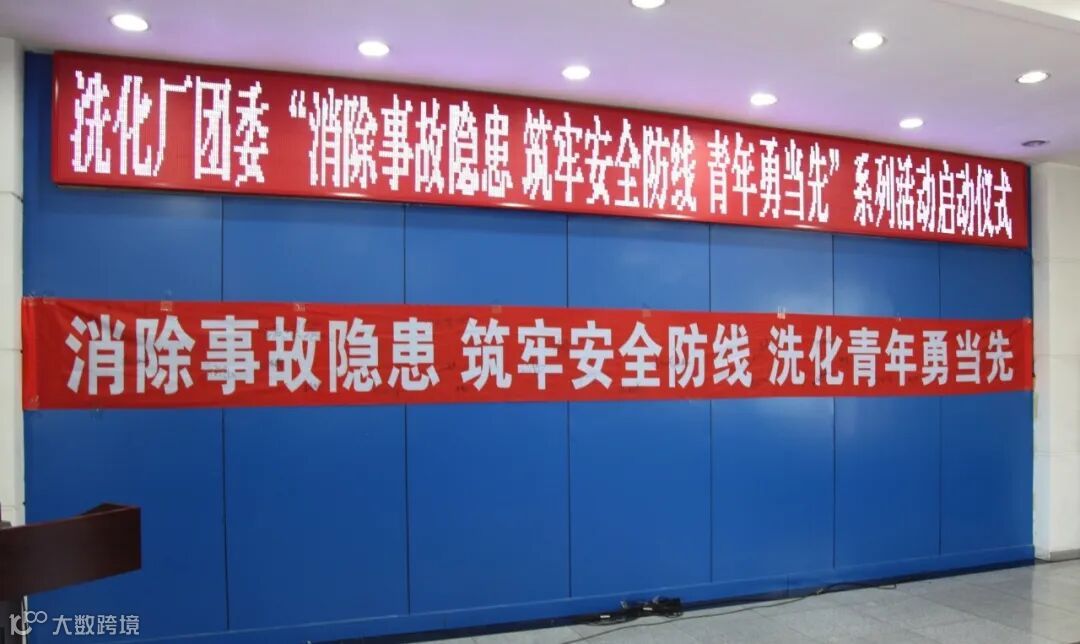 洗化厂团委“消除事故隐患 筑牢安全防线 青年勇当先”系列活动启动仪式
消除事故隐患 筑牢安全防线 洗化青年勇当先
大数跨境